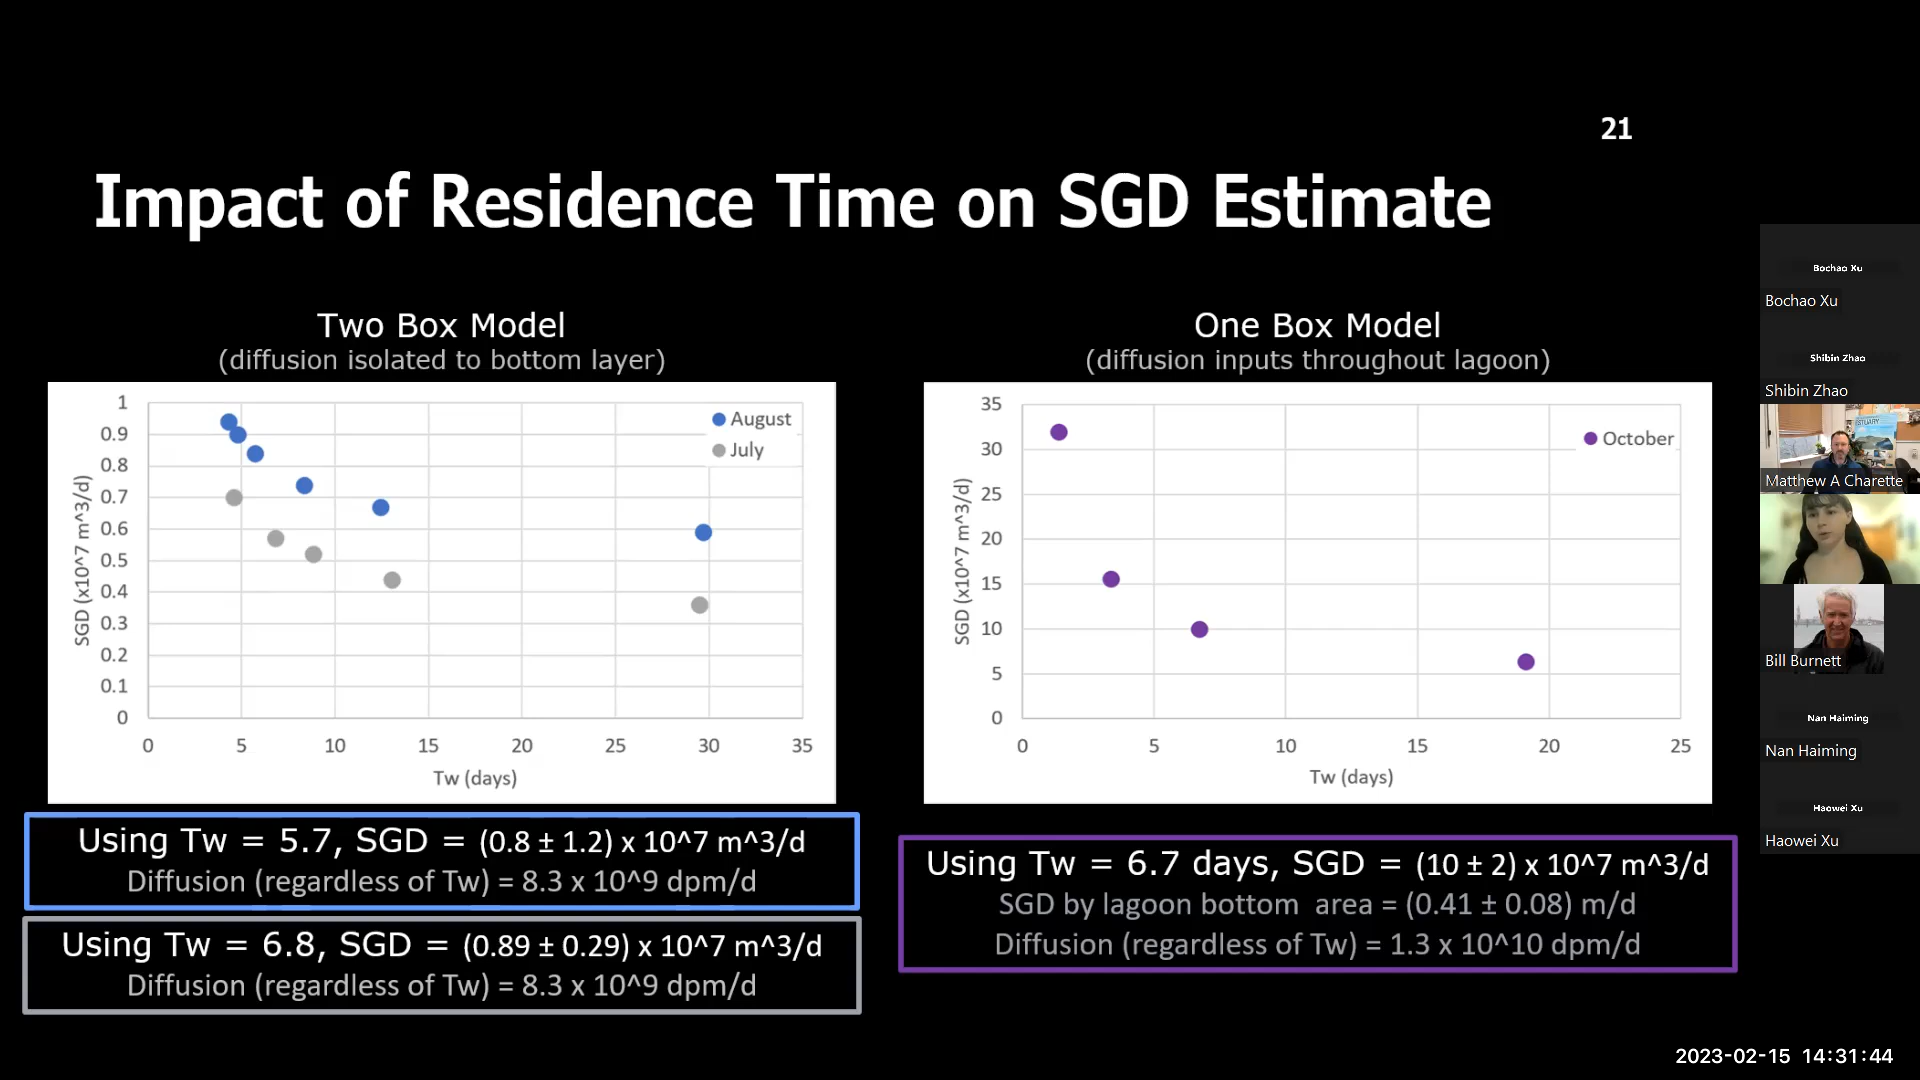 21
Impact of Residence Time on SGD Estimate
Two Box Model
(diffusion isolated to bottom layer)
1
0.9
0.8
0.7
0.6
0.5
0.4
0.3
0.2
0.1
0
SGD (x10^7 m^3/d)
August
July
0 5 10 15 20 25 30 35
Tw (days)
Using Tw = 5.7, SGD = (0.8 ± 1.2) x 10^7 m^3/d
Diffusion (regardless of Tw) = 8.3 x 10^9 dpm/d
Using Tw = 6.8, SGD = (0.89 ± 0.29) x 10^7 m^3/d
Diffusion (regardless of Tw) = 8.3 x 10^9 dpm/d
One Box Model
(diffusion inputs throughout lagoon)
35
30
25
20
15
10
5
0
SGD (x10^7 m^3/d)
October
0 5 10 15 20 25
Tw (days)
Using Tw = 6.7 days, SGD = (10 ± 2) x 10^7 m^3/d
SGD by lagoon bottom area = (0.41 ± 0.08) m/d
Diffusion (regardless of Tw) = 1.3 x 10^10 dpm/d
Bochao Xu
Bochao Xu
Shibin Zhao
Shibin Zhao
ESTUARY
Matthew A Charette
Bill Burnett
Nan Haiming
Nan Haiming
Haowei Xu
Haowei Xu
2023-02-15 14:31:44